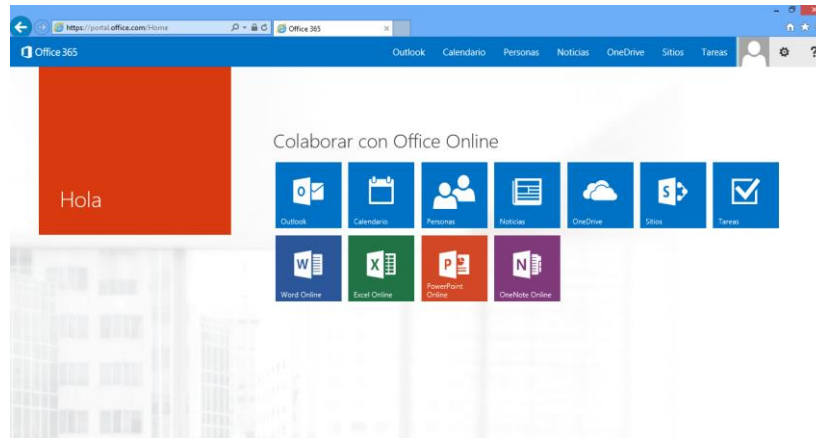 https://portal.office.com/Home
Office 365
Office 365
Outlook Calendario Personas Noticias OneDrive Sitios Tareas
?
Hola
Colaborar con Office Online
Outlook Calendario Personas Noticias OneDrive Sitios Tareas
Word Online Excel Online PowerPoint Online OneNote Online